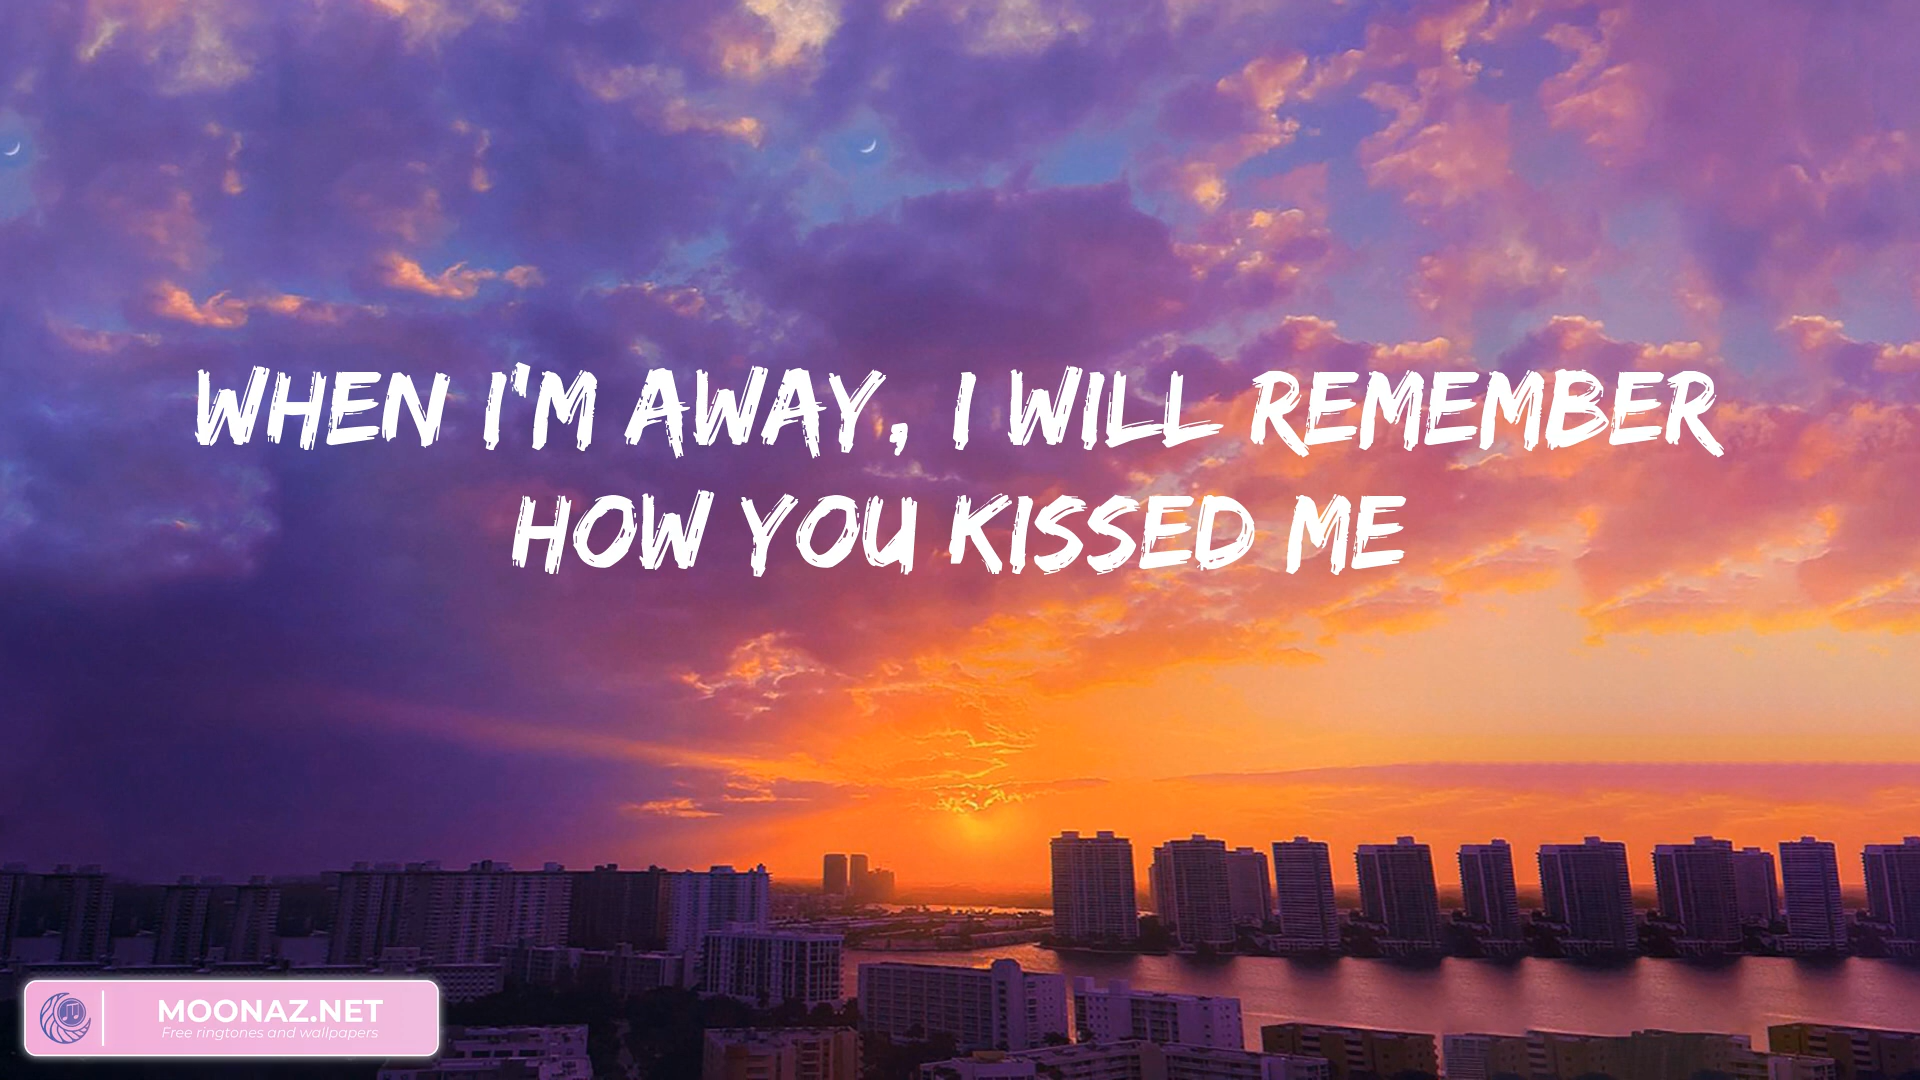 WHEN I'M AWAY, I WILL REMEMBER
HOW YOU KISSED ME
MOONAZ.NET
Free ringtones and wallpapers